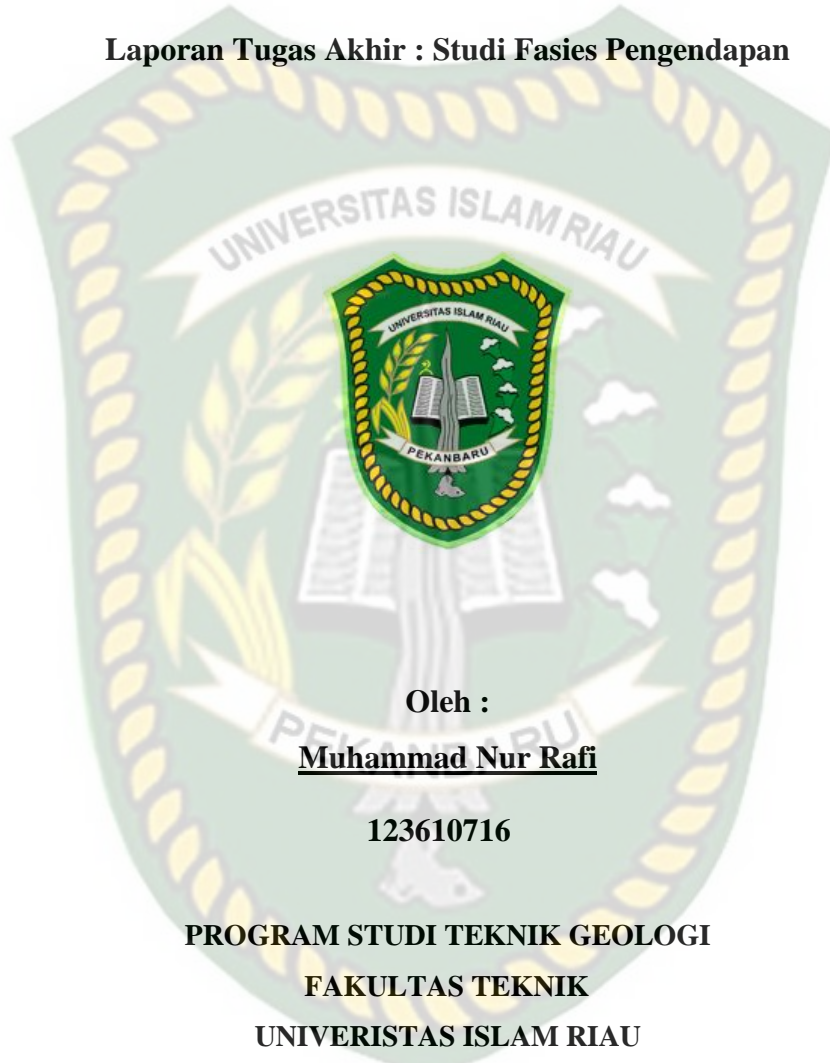 Laporan Tugas Akhir : Studi Fasies Pengendapan
UNIVERSITAS ISLAM RIAU
UNIVERSITAS ISLAM RIAU
PEKANBARU
Oleh :
PEKANBARU
Muhammad Nur Rafi
123610716
PROGRAM STUDI TEKNIK GEOLOGI
FAKULTAS TEKNIK
UNIVERISTAS ISLAM RIAU